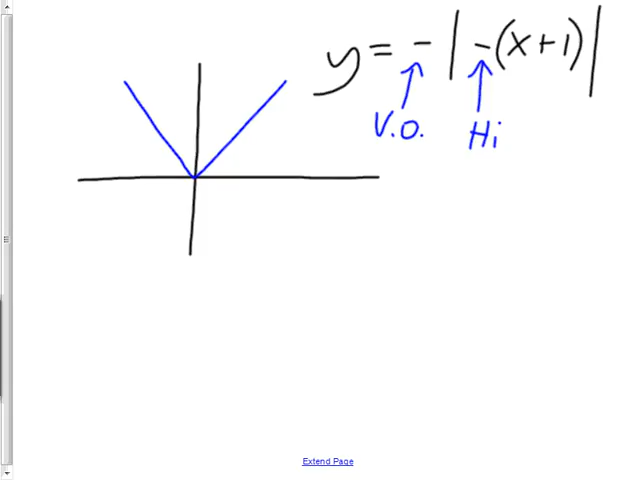 y = - | -(x+1) |
V.O. Hi
Extend Page